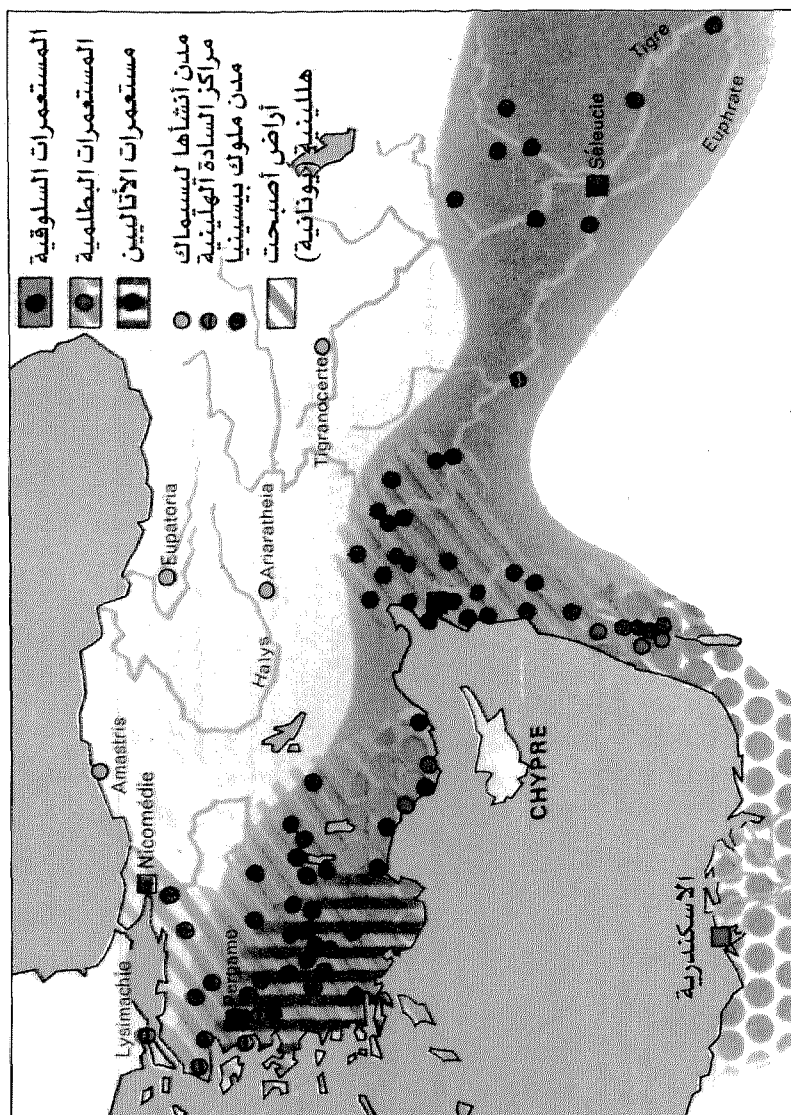 المستعمرات السلوقية
المستعمرات البطلمية
مستعمرات الأتاليين
مدن أنشأها ليسيماك
مراكز السادة الهلينية
مدن ملوك بيسينيا
أراض أصبحت
هللينية (يونانية)
Lysimachie
Nicomédie
Amastris
Eupatoria
Halys
Ariaratheia
Tigranocerte
Tigre
Euphrate
Séleucie
Pergame
CHYPRE
الاسكندرية